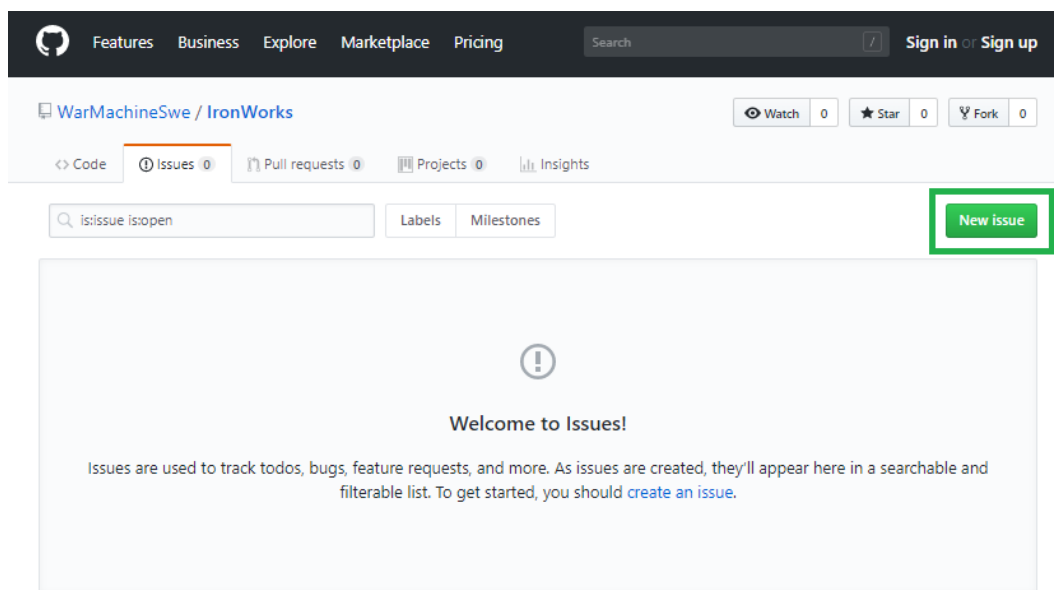 Features Business Explore Marketplace Pricing Search / Sign in or Sign up
WarMachineSwe / IronWorks
Watch 0 Star 0 Fork 0
<> Code Issues 0 Pull requests 0 Projects 0 Insights
is:issue is:open Labels Milestones New issue
Welcome to Issues!
Issues are used to track todos, bugs, feature requests, and more. As issues are created, they'll appear here in a searchable and
filterable list. To get started, you should create an issue.